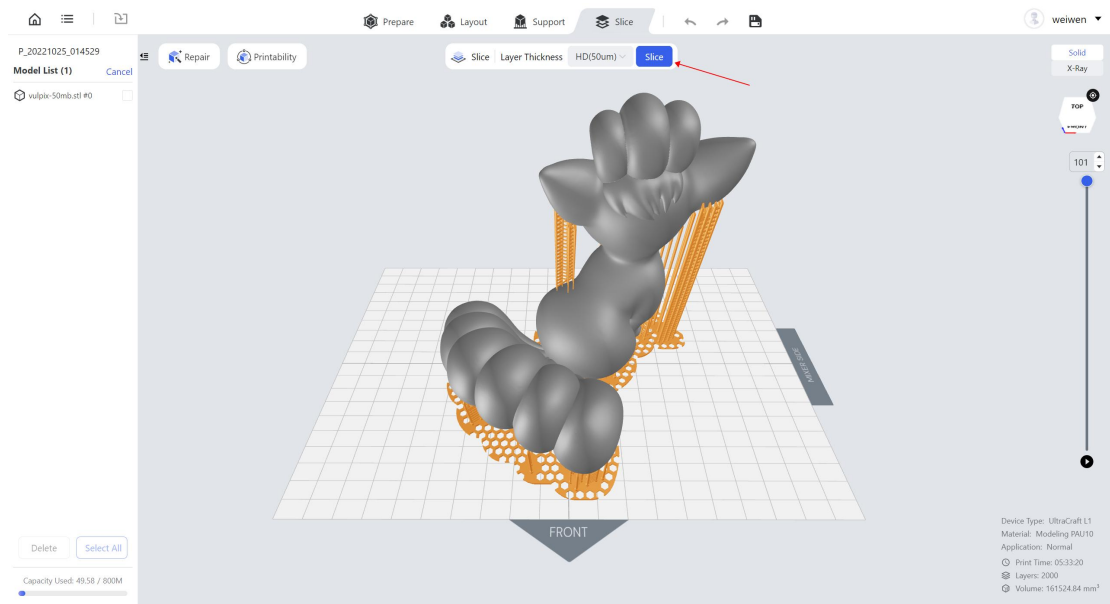 Prepare
Layout
Support
Slice
weiwen
P_20221025_014529
Model List (1)
Cancel
vulpix-50mb.stl #0
Repair
Printability
Slice
Layer Thickness
HD(50um)
Slice
Solid
X-Ray
TOP
101
MIXER SIDE
FRONT
Device Type: UltraCraft L1
Material: Modeling PAU10
Application: Normal
Print Time: 05:33:20
Layers: 2000
Volume: 161524.84 mm³
Delete
Select All
Capacity Used: 49.58 / 800M